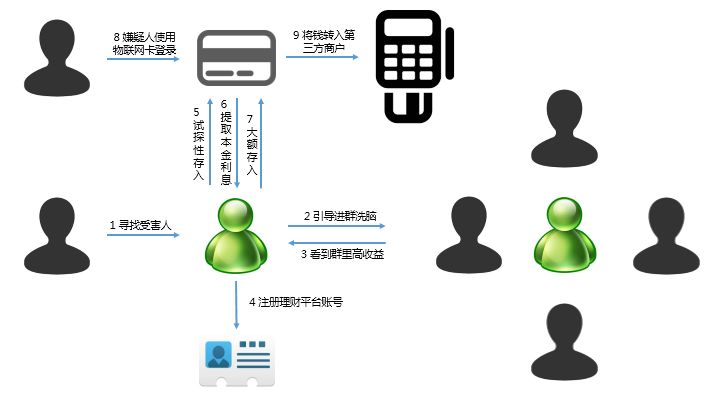 8 嫌疑人使用
物联网卡登录
9 将钱转入第
三方商户
5 试探性存入
6 提取本金利息
7 大额存入
1 寻找受害人
2 引导进群洗脑
3 看到群里高收益
4 注册理财平台账号